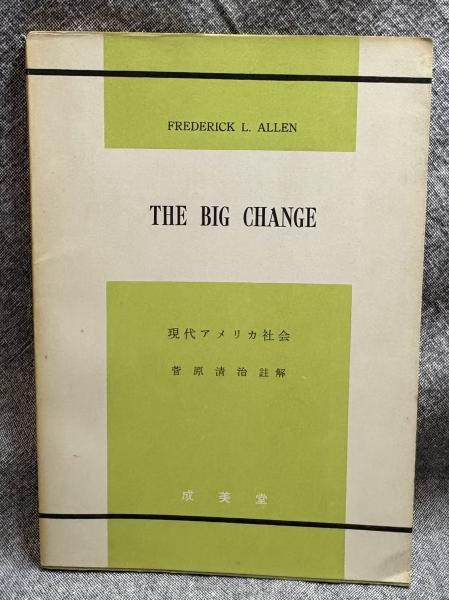 FREDERICK L. ALLEN
THE BIG CHANGE
現代アメリカ社会
菅原清治 註解
成美堂